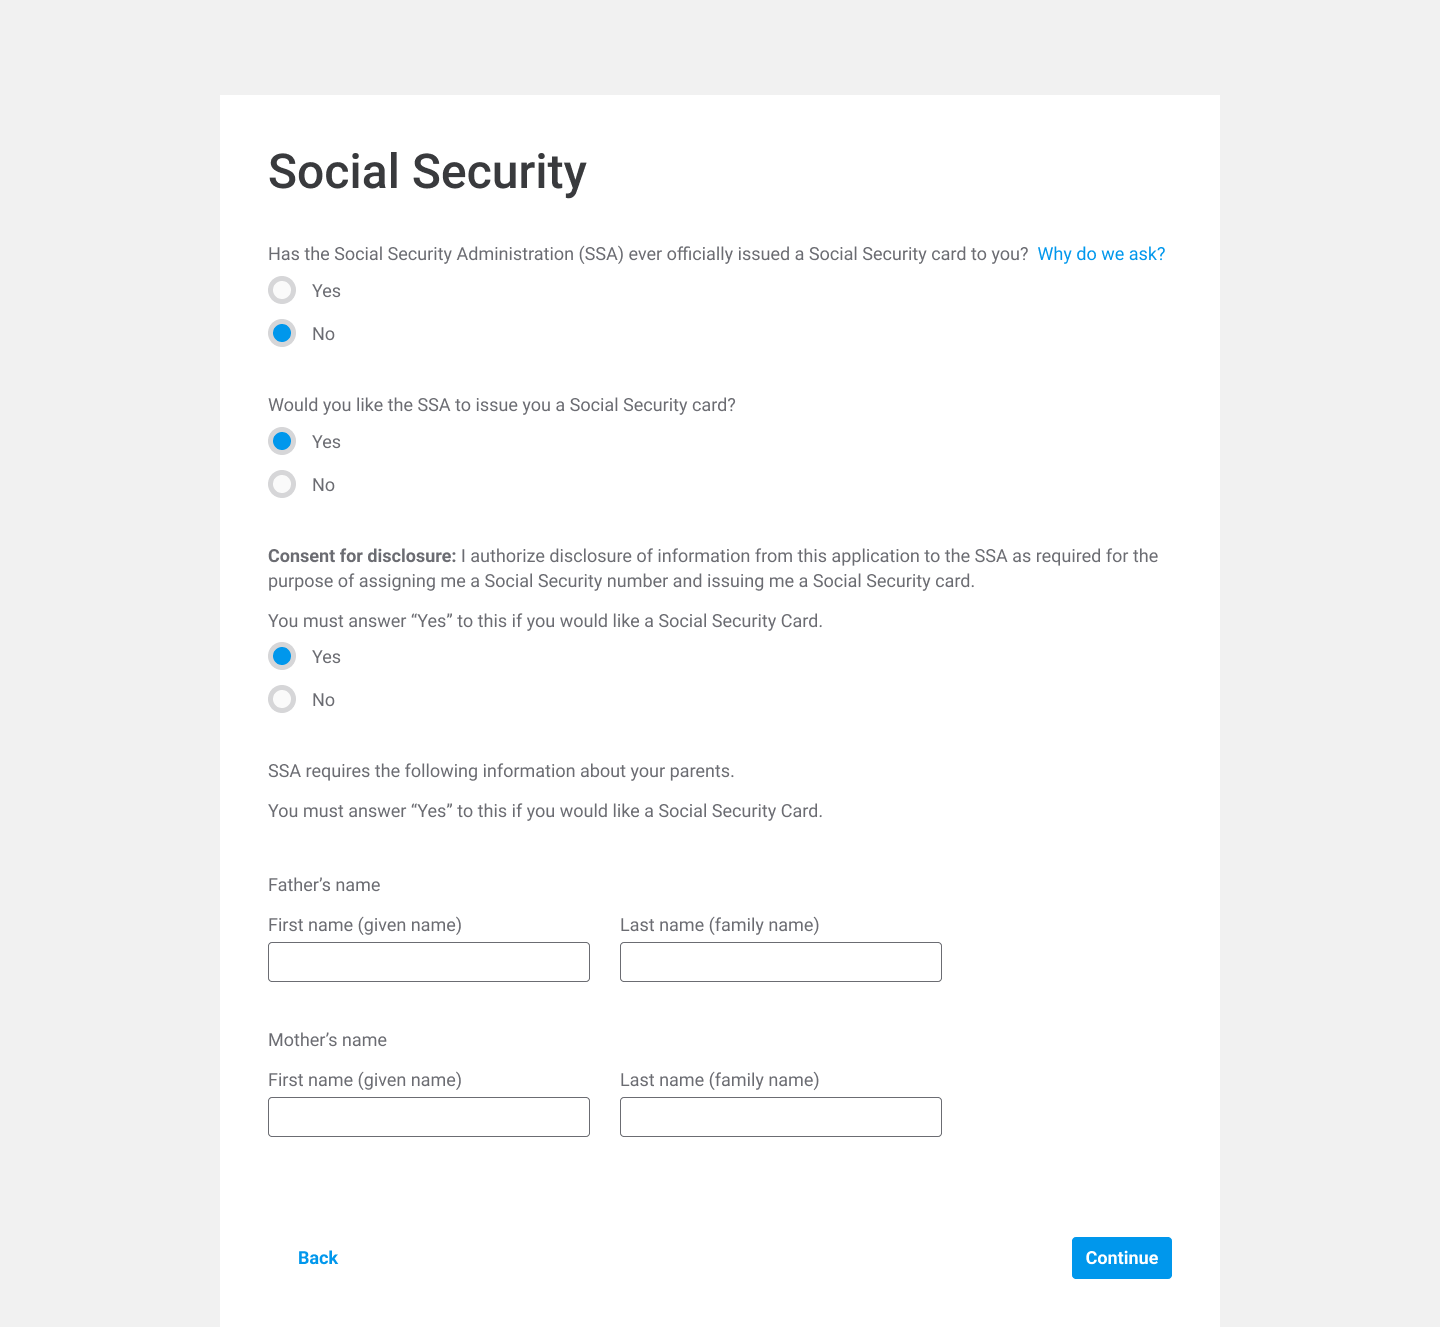 Social Security
Has the Social Security Administration (SSA) ever officially issued a Social Security card to you? Why do we ask?
Yes
No
Would you like the SSA to issue you a Social Security card?
Yes
No
Consent for disclosure: I authorize disclosure of information from this application to the SSA as required for the
purpose of assigning me a Social Security number and issuing me a Social Security card.
You must answer “Yes” to this if you would like a Social Security Card.
Yes
No
SSA requires the following information about your parents.
You must answer “Yes” to this if you would like a Social Security Card.
Father’s name
First name (given name) Last name (family name)
Mother’s name
First name (given name) Last name (family name)
Back Continue